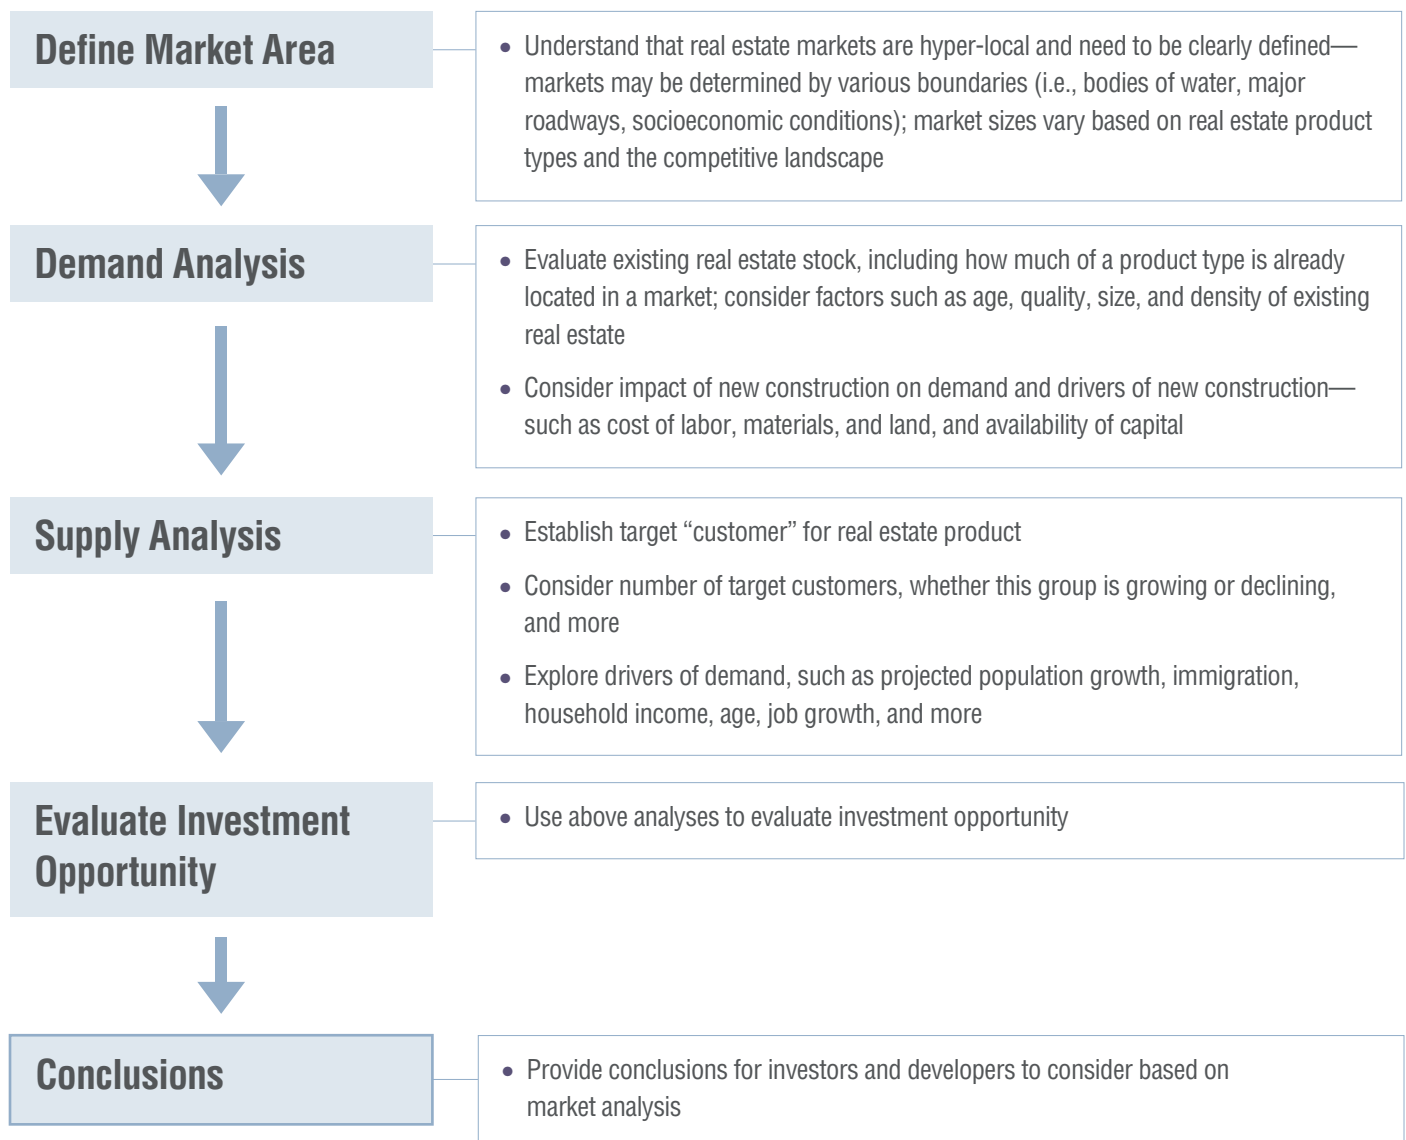 Define Market Area
• Understand that real estate markets are hyper-local and need to be clearly defined—
markets may be determined by various boundaries (i.e., bodies of water, major
roadways, socioeconomic conditions); market sizes vary based on real estate product
types and the competitive landscape
Demand Analysis
• Evaluate existing real estate stock, including how much of a product type is already
located in a market; consider factors such as age, quality, size, and density of existing
real estate
• Consider impact of new construction on demand and drivers of new construction—
such as cost of labor, materials, and land, and availability of capital
Supply Analysis
• Establish target “customer” for real estate product
• Consider number of target customers, whether this group is growing or declining,
and more
• Explore drivers of demand, such as projected population growth, immigration,
household income, age, job growth, and more
Evaluate Investment
Opportunity
• Use above analyses to evaluate investment opportunity
Conclusions
• Provide conclusions for investors and developers to consider based on
market analysis